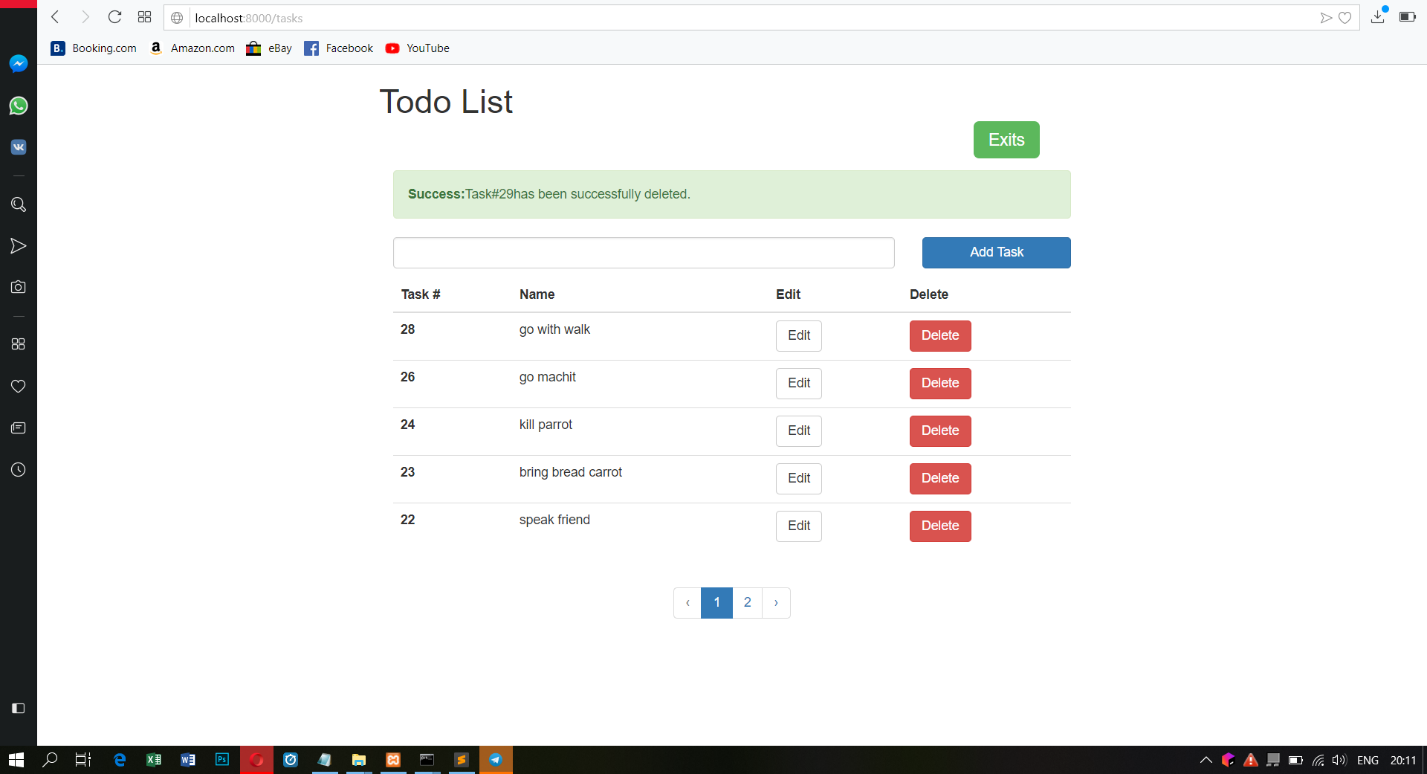 localhost:8000/tasks
B. Booking.com a Amazon.com eBay Facebook YouTube
Todo List
Exits
Success:Task#29has been successfully deleted.
Add Task
Task # Name Edit Delete
28 go with walk Edit Delete
26 go machit Edit Delete
24 kill parrot Edit Delete
23 bring bread carrot Edit Delete
22 speak friend Edit Delete
‹ 1 2 ›
ENG 20:11